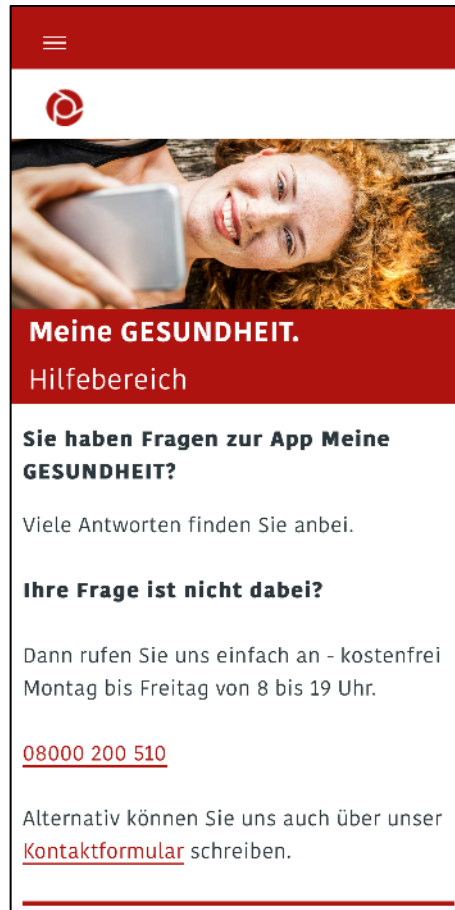 Meine GESUNDHEIT.
Hilfebereich
Sie haben Fragen zur App Meine
GESUNDHEIT?
Viele Antworten finden Sie anbei.
Ihre Frage ist nicht dabei?
Dann rufen Sie uns einfach an - kostenfrei
Montag bis Freitag von 8 bis 19 Uhr.
08000 200 510
Alternativ können Sie uns auch über unser
Kontaktformular schreiben.